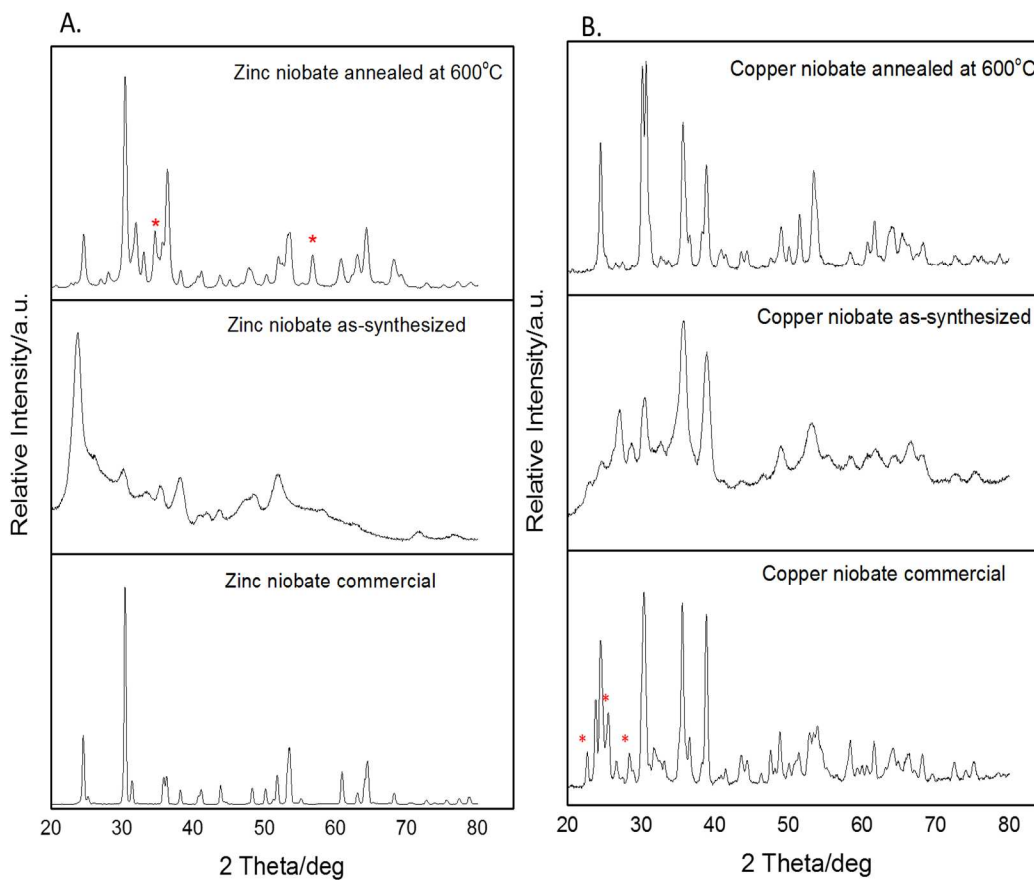 A.
Zinc niobate annealed at 600°C
*
*
Zinc niobate as-synthesized
Zinc niobate commercial
Relative Intensity/a.u.
20 30 40 50 60 70 80
2 Theta/deg
B.
Copper niobate annealed at 600°C
Copper niobate as-synthesized
Copper niobate commercial
*
*
*
Relative Intensity/a.u.
20 30 40 50 60 70 80
2 Theta/deg